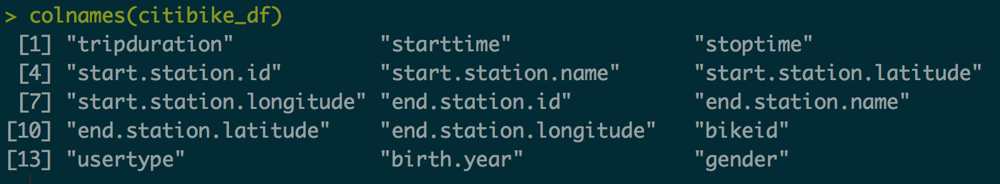 > colnames(citibike_df)
[1] "tripduration" "starttime" "stoptime"
[4] "start.station.id" "start.station.name" "start.station.latitude"
[7] "start.station.longitude" "end.station.id" "end.station.name"
[10] "end.station.latitude" "end.station.longitude" "bikeid"
[13] "usertype" "birth.year" "gender"